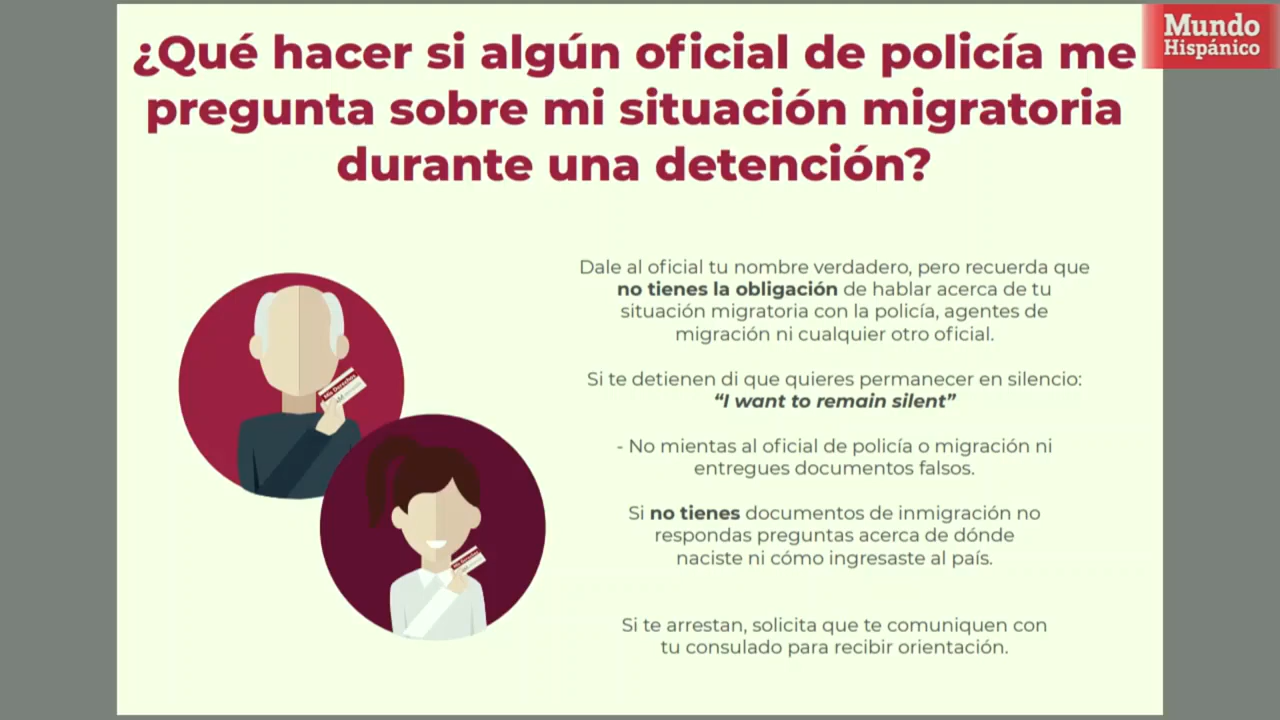 ¿Qué hacer si algún oficial de policía me
pregunta sobre mi situación migratoria
durante una detención?
Mundo
Hispánico
Dale al oficial tu nombre verdadero, pero recuerda que
no tienes la obligación de hablar acerca de tu
situación migratoria con la policía, agentes de
migración ni cualquier otro oficial.
Si te detienen di que quieres permanecer en silencio:
“I want to remain silent”
- No mientas al oficial de policía o migración ni
entregues documentos falsos.
Si no tienes documentos de inmigración no
respondas preguntas acerca de dónde
naciste ni cómo ingresaste al país.
Si te arrestan, solicita que te comuniquen con
tu consulado para recibir orientación.
Mis Derechos